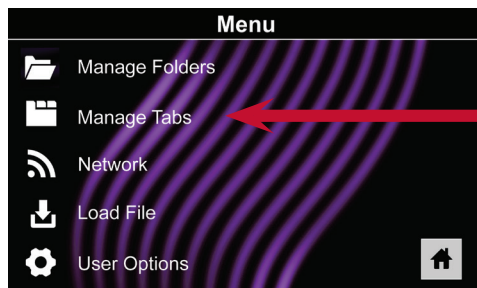 Menu
Manage Folders
Manage Tabs
Network
Load File
User Options